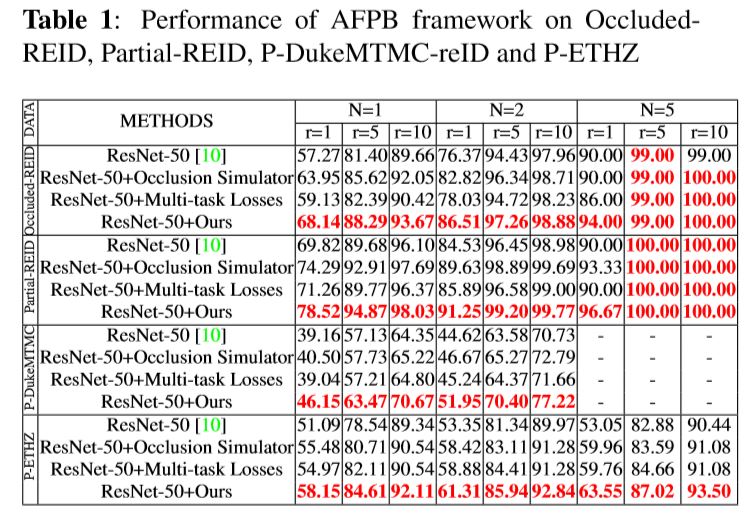 Table 1: Performance of AFPB framework on Occluded-
REID, Partial-REID, P-DukeMTMC-reID and P-ETHZ
DATA METHODS N=1 N=2 N=5
r=1 r=5 r=10 r=1 r=5 r=10 r=1 r=5 r=10
Occluded-REID
ResNet-50 [10] 57.27 81.40 89.66 76.37 94.43 97.96 90.00 99.00 99.00
ResNet-50+Occlusion Simulator 63.95 85.62 92.05 82.82 96.34 98.71 90.00 99.00 100.00
ResNet-50+Multi-task Losses 59.13 82.39 90.42 78.03 94.72 98.23 86.00 99.00 100.00
ResNet-50+Ours 68.14 88.29 93.67 86.51 97.26 98.88 94.00 99.00 100.00
Partial-REID
ResNet-50 [10] 69.82 89.68 96.10 84.53 96.45 98.98 90.00 100.00 100.00
ResNet-50+Occlusion Simulator 74.29 92.91 97.69 89.63 98.89 99.69 93.33 100.00 100.00
ResNet-50+Multi-task Losses 71.26 89.77 96.37 85.89 96.58 99.00 90.00 100.00 100.00
ResNet-50+Ours 78.52 94.87 98.03 91.25 99.20 99.77 96.67 100.00 100.00
P-DukeMTMC
ResNet-50 [10] 39.16 57.13 64.35 44.62 63.58 70.73 - - -
ResNet-50+Occlusion Simulator 40.50 57.73 65.22 46.67 65.27 72.79 - - -
ResNet-50+Multi-task Losses 39.04 57.21 64.80 45.24 64.37 71.66 - - -
ResNet-50+Ours 46.15 63.47 70.67 51.95 70.40 77.22 - - -
P-ETHZ
ResNet-50 [10] 51.09 78.54 89.34 53.35 81.34 89.97 53.05 82.88 90.44
ResNet-50+Occlusion Simulator 55.48 80.71 90.54 58.42 83.11 91.28 59.96 83.59 91.08
ResNet-50+Multi-task Losses 54.97 82.11 90.54 58.88 84.41 91.28 59.76 84.66 91.08
ResNet-50+Ours 58.15 84.61 92.11 61.31 85.94 92.84 63.55 87.02 93.50